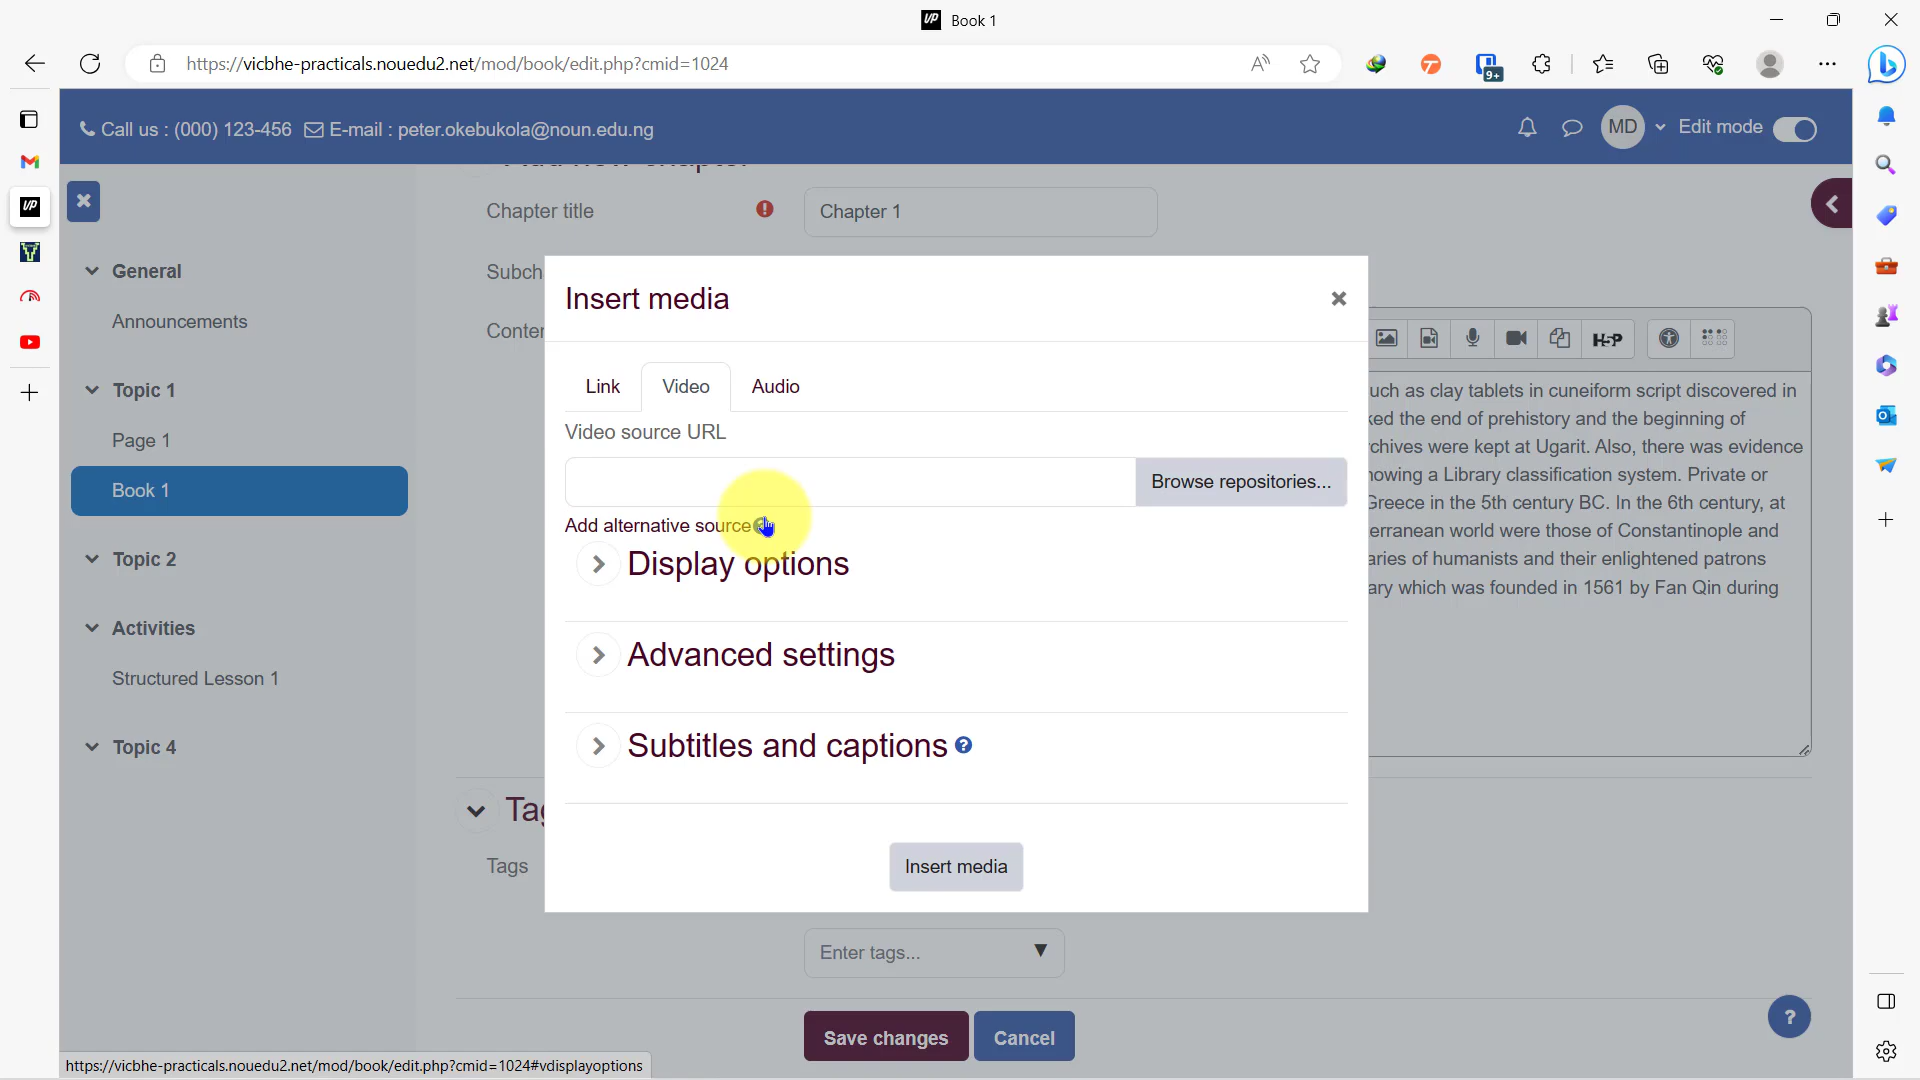 Book 1
https://vicbhe-practicals.nouedu2.net/mod/book/edit.php?cmid=1024
9+
Call us : (000) 123-456 E-mail : peter.okebukola@noun.edu.ng
MD
Edit mode
Chapter title
Chapter 1
General
Announcements
Topic 1
Page 1
Book 1
Topic 2
Activities
Structured Lesson 1
Topic 4
Subch
Conter
Insert media
Link
Video
Audio
Video source URL
Browse repositories...
Add alternative source
Display options
Advanced settings
Subtitles and captions
Insert media
H5P
uch as clay tablets in cuneiform script discovered in
ked the end of prehistory and the beginning of
chives were kept at Ugarit. Also, there was evidence
howing a Library classification system. Private or
Greece in the 5th century BC. In the 6th century, at
erranean world were those of Constantinople and
aries of humanists and their enlightened patrons
ary which was founded in 1561 by Fan Qin during
Tag
Tags
Enter tags...
Save changes
Cancel
?
https://vicbhe-practicals.nouedu2.net/mod/book/edit.php?cmid=1024#vdisplayoptions